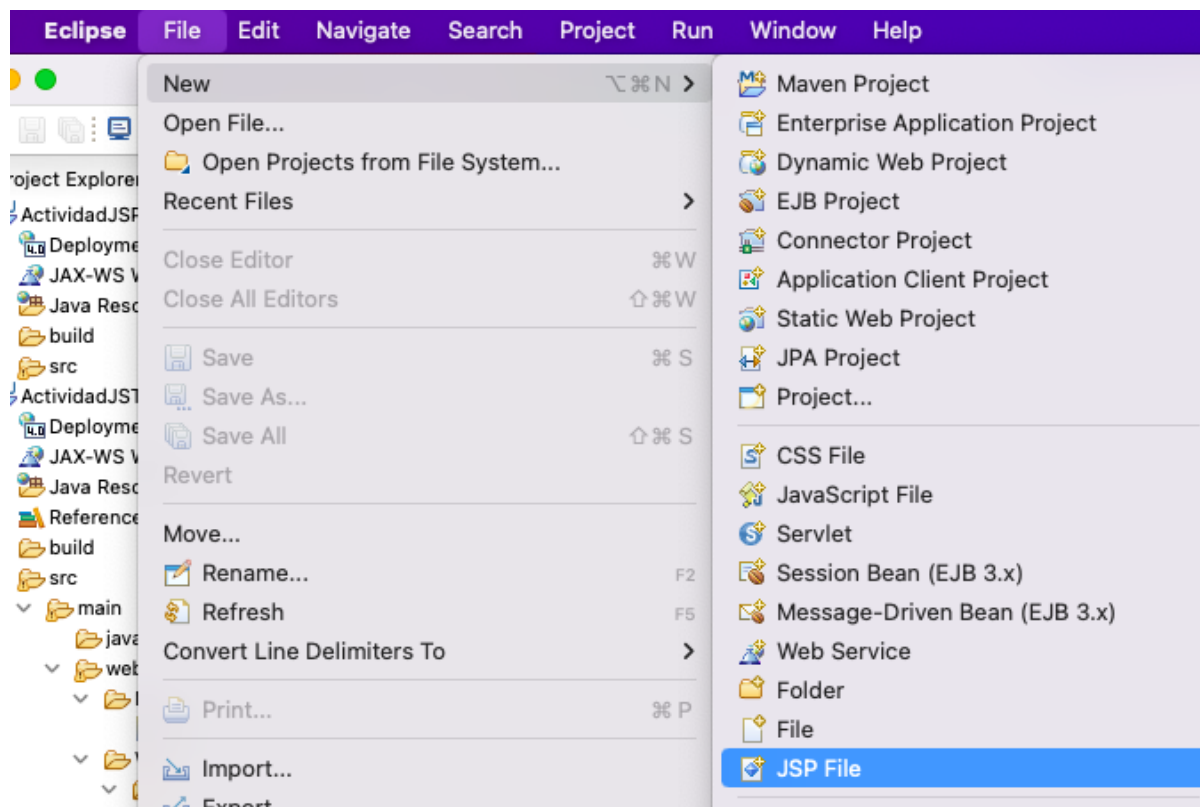 Eclipse File Edit Navigate Search Project Run Window Help
New ⌥⌘N
Open File...
Open Projects from File System...
Recent Files
Close Editor ⌘W
Close All Editors ⇧⌘W
Save ⌘S
Save As...
Save All ⇧⌘S
Revert
Move...
Rename... F2
Refresh F5
Convert Line Delimiters To
Print... ⌘P
Import...
Export
Maven Project
Enterprise Application Project
Dynamic Web Project
EJB Project
Connector Project
Application Client Project
Static Web Project
JPA Project
Project...
CSS File
JavaScript File
Servlet
Session Bean (EJB 3.x)
Message-Driven Bean (EJB 3.x)
Web Service
Folder
File
JSP File
roject Explorer
ActividadJSP
Deployme
JAX-WS W
Java Reso
build
src
ActividadJST
Deployme
JAX-WS W
Java Reso
Reference
build
src
main
java
web